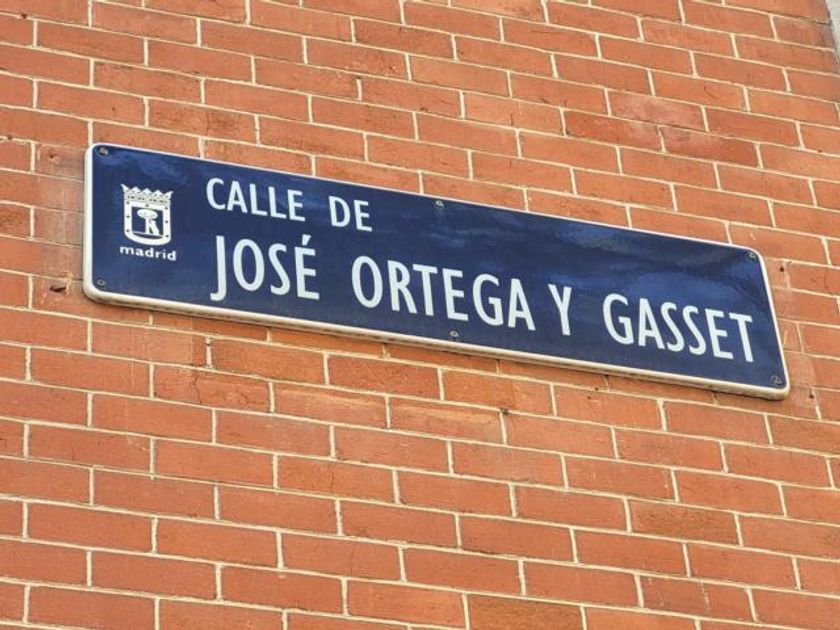 CALLE DE
JOSÉ ORTEGA Y GASSET
madrid